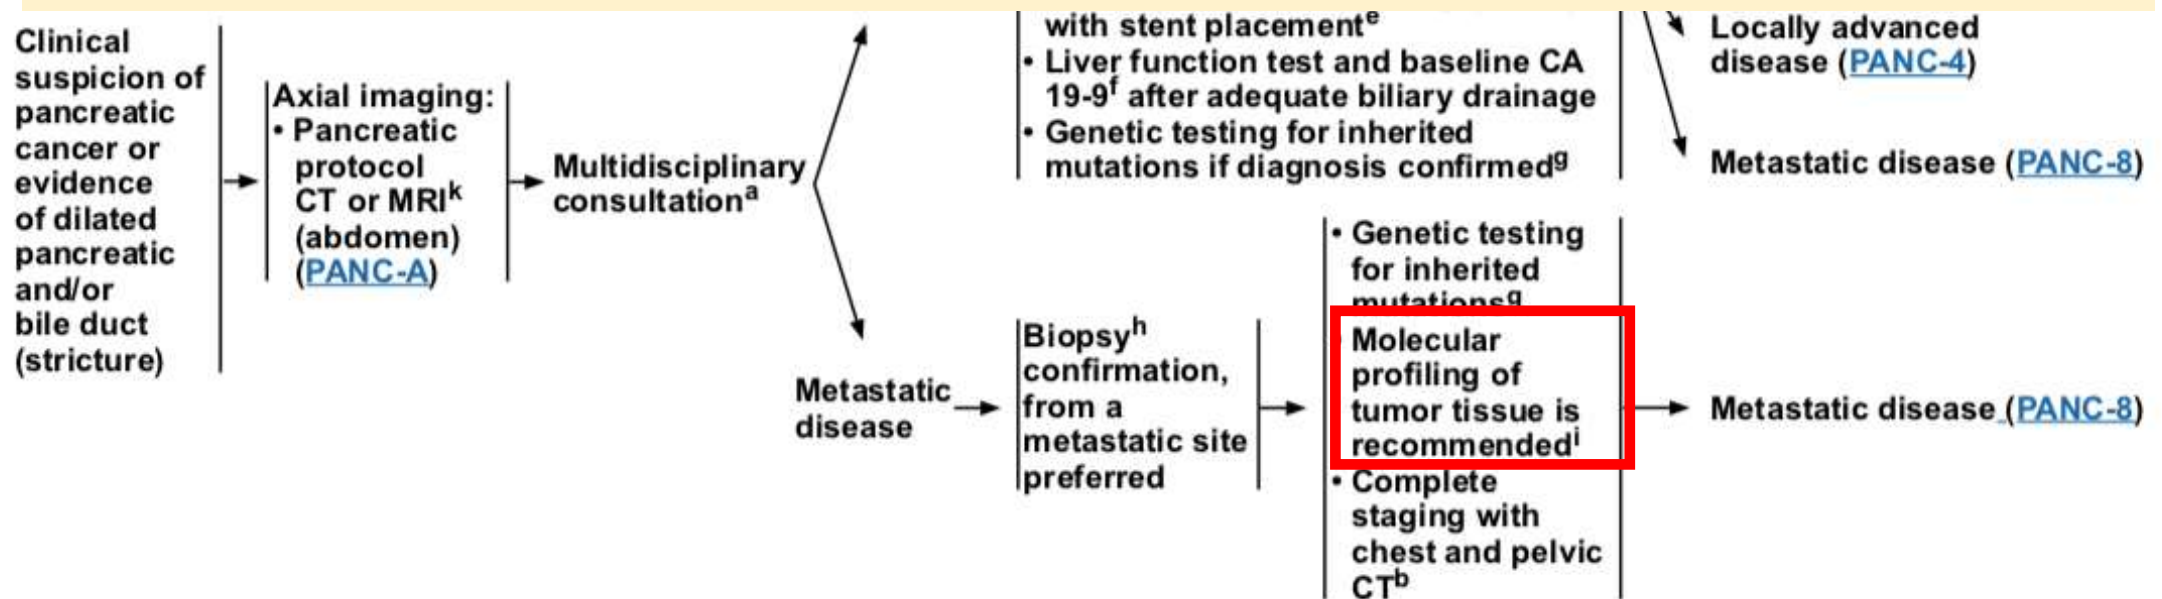 Clinical
suspicion of
pancreatic
cancer or
evidence
of dilated
pancreatic
and/or
bile duct
(stricture)
Axial imaging:
• Pancreatic
protocol
CT or MRIk
(abdomen)
(PANC-A)
Multidisciplinary
consultationa
with stent placemente
• Liver function test and baseline CA
19-9f after adequate biliary drainage
• Genetic testing for inherited
mutations if diagnosis confirmedg
Locally advanced
disease (PANC-4)
Metastatic disease (PANC-8)
Metastatic
disease
Biopsyh
confirmation,
from a
metastatic site
preferred
• Genetic testing
for inherited
mutationsg
Molecular
profiling of
tumor tissue is
recommendedi
• Complete
staging with
chest and pelvic
CTb
Metastatic disease (PANC-8)